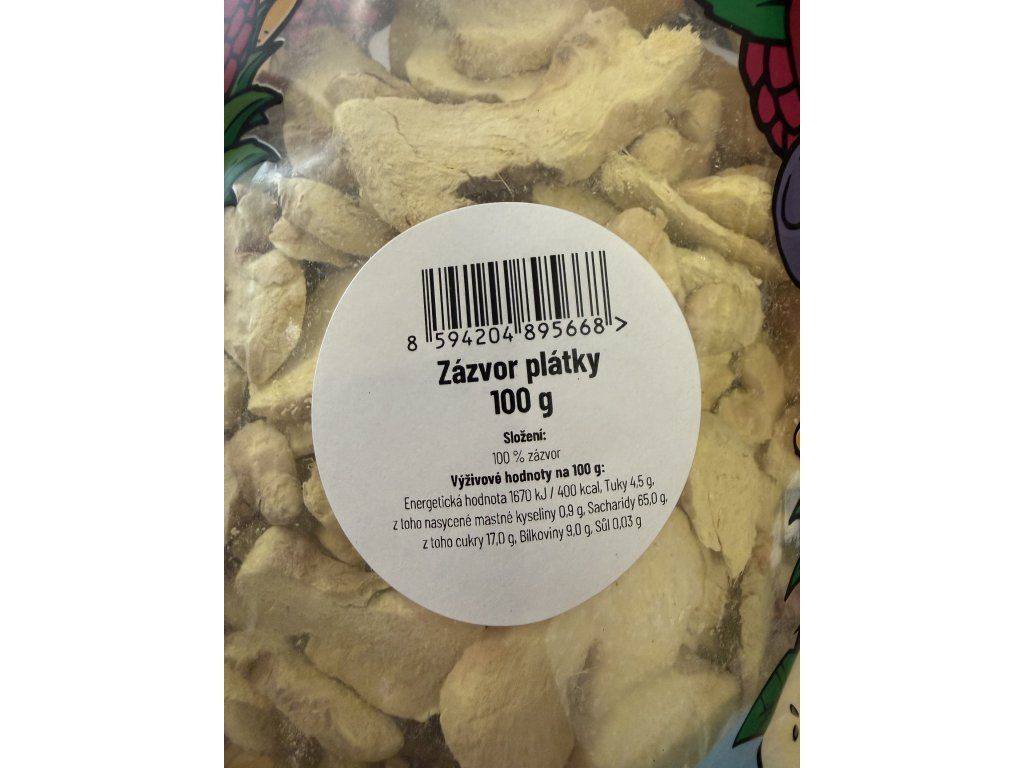 8 594204 895668 >
Zázvor plátky
100 g
Složení:
100 % zázvor
Výživové hodnoty na 100 g:
Energetická hodnota 1670 kJ / 400 kcal, Tuky 4,5 g,
z toho nasycené mastné kyseliny 0,9 g, Sacharidy 65,0 g,
z toho cukry 17,0 g, Bílkoviny 9,0 g, Sůl 0,03 g